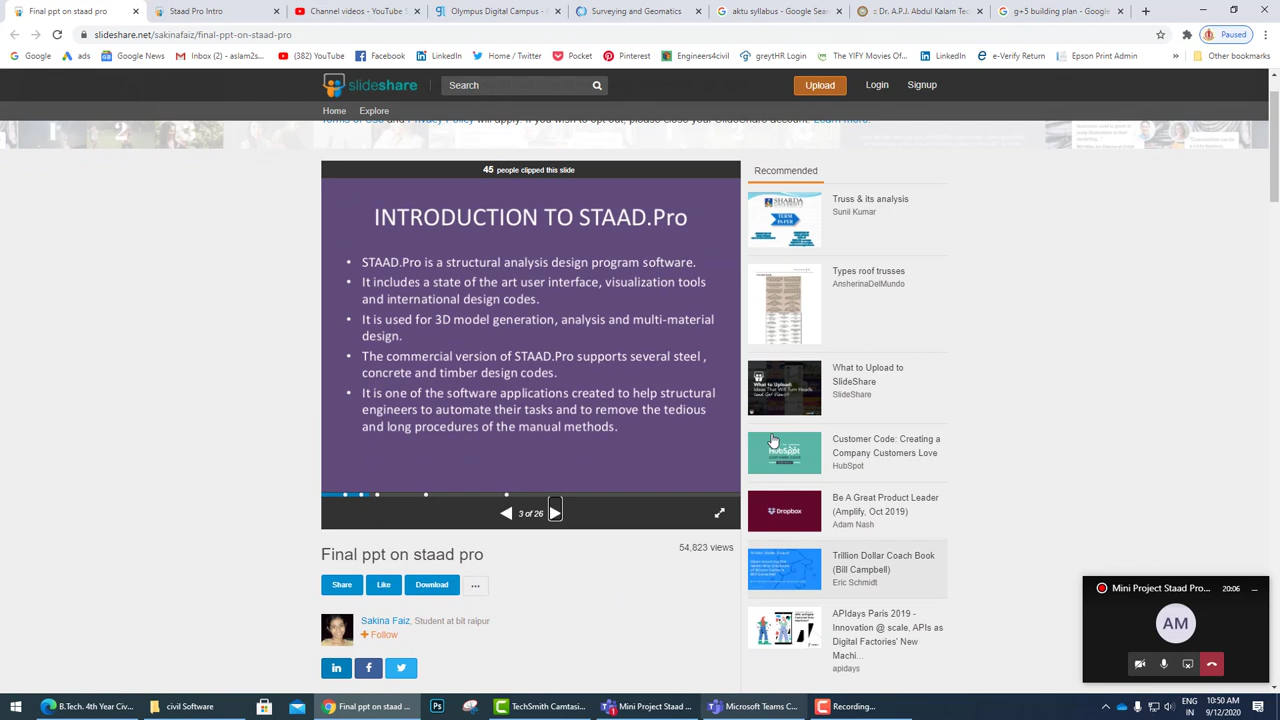 Final ppt on staad pro
Staad Pro Intro
(5) YouTube
Olympus Digital Campus - Goo
Olympus Digital Campus
Symposium and Guest Lecture
gate syllabus - Google Search
:: Dr. A.P.J. Abdul Kalam Techni
g+5 building plan - Google Sea
slideshare.net/sakinafaiz/final-ppt-on-staad-pro
Paused
Google
Ads
Google News
Inbox (2) - aslam2s...
(382) YouTube
Facebook
LinkedIn
Home / Twitter
Pocket
Pinterest
Engineers4civil
greytHR Login
The YIFY Movies Of...
LinkedIn
e-Virify Return
Epson Print Admin
Other bookmarks
slideshare
Search
Upload
Login
Signup
Home
Explore
45 people clipped this slide
INTRODUCTION TO STAAD.Pro
• STAAD.Pro is a structural analysis design program software.
• It includes a state of the art user interface, visualization tools
and international design codes.
• It is used for 3D model generation, analysis and multi-material
design.
• The commercial version of STAAD.Pro supports several steel ,
concrete and timber design codes.
• It is one of the software applications created to help structural
engineers to automate their tasks and to remove the tedious
and long procedures of the manual methods.
3 of 26
Final ppt on staad pro
54,823 views
Share
Like
Download
...
Sakina Faiz, Student at bit raipur
+ Follow
Recommended
Truss & its analysis
Sunil Kumar
Types roof trusses
AnsherinaDelMundo
What to Upload to
SlideShare
SlideShare
Customer Code: Creating a
Company Customers Love
HubSpot
Be A Great Product Leader
(Amplify, Oct 2019)
Adam Nash
Trillion Dollar Coach Book
(Bill Campbell)
Eric Schmidt
APIdays Paris 2019 -
Innovation @ scale, APIs as
Digital Factories' New
Machi...
apidays
Mini Project Staad Pro...
20:06
AM
B.Tech. 4th Year Civ...
civil Software
Final ppt on staad ...
TechSmith Camtasi...
Mini Project Staad ...
Microsoft Teams C...
Recording...
ENG
IN
10:50 AM
9/12/2020